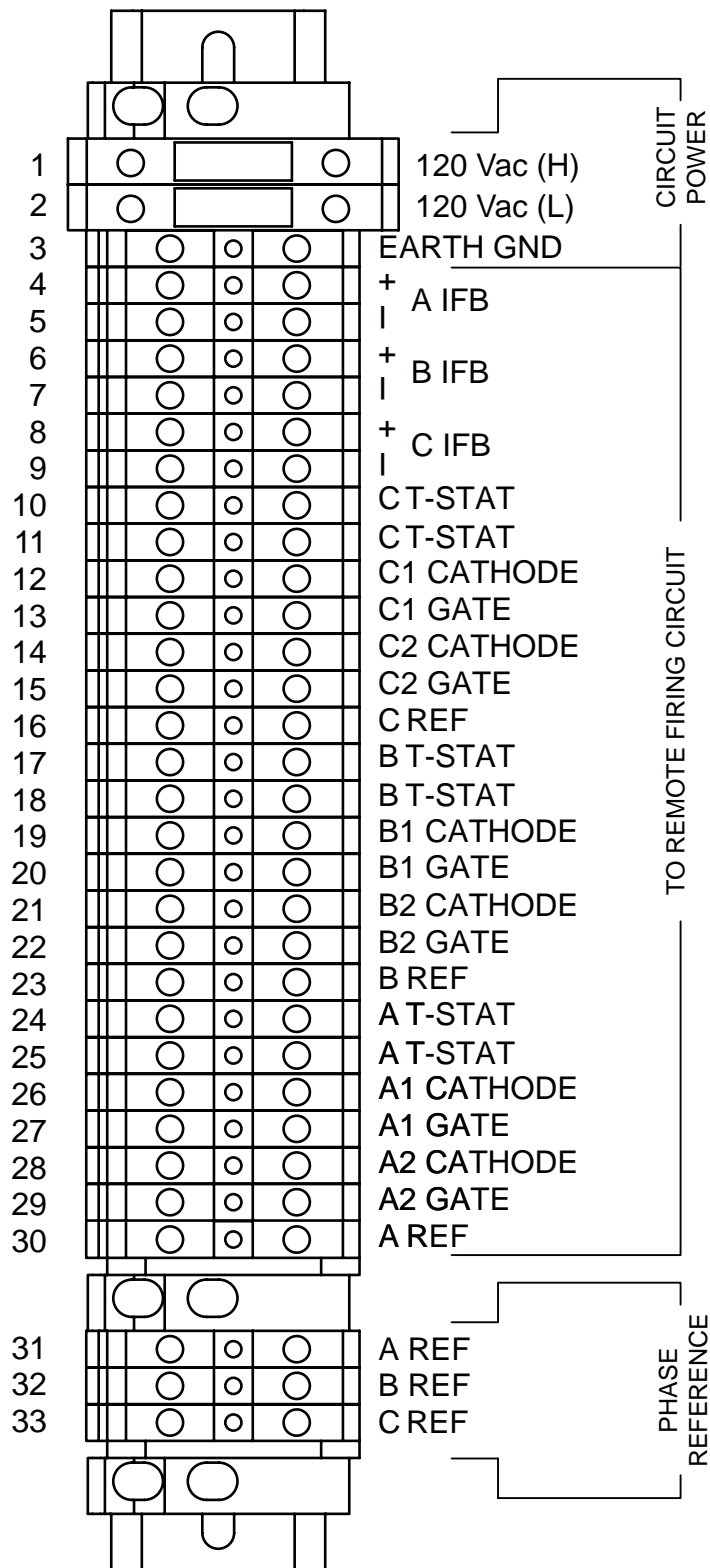 1 120 Vac (H)
2 120 Vac (L)
3 EARTH GND
4 +
A IFB
5 -
6 +
B IFB
7 -
8 +
C IFB
9 -
10 C T-STAT
11 C T-STAT
12 C1 CATHODE
13 C1 GATE
14 C2 CATHODE
15 C2 GATE
16 C REF
17 B T-STAT
18 B T-STAT
19 B1 CATHODE
20 B1 GATE
21 B2 CATHODE
22 B2 GATE
23 B REF
24 A T-STAT
25 A T-STAT
26 A1 CATHODE
27 A1 GATE
28 A2 CATHODE
29 A2 GATE
30 A REF
31 A REF
32 B REF
33 C REF
CIRCUIT
POWER
TO REMOTE FIRING CIRCUIT
PHASE
REFERENCE